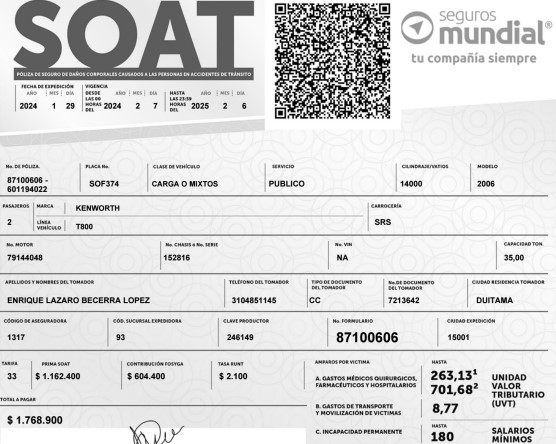 SOAT
seguros
mundial®
tu compañía siempre
PÓLIZA DE SEGURO DE DAÑOS CORPORALES CAUSADOS A LAS PERSONAS EN ACCIDENTES DE TRÁNSITO
FECHA DE EXPEDICIÓN
AÑO MES DÍA
2024 1 29
VIGENCIA
DESDE LAS 00 HORAS DEL
AÑO MES DÍA
2024 2 7
HASTA LAS 23:59 HORAS DEL
AÑO MES DÍA
2025 2 6
No. DE PÓLIZA. PLACA No. CLASE DE VEHÍCULO SERVICIO CILINDRAJE/VATIOS MODELO
87100606 -
601194022
SOF374 CARGA O MIXTOS PUBLICO 14000 2006
PASAJEROS MARCA KENWORTH CARROCERÍA
2 LÍNEA VEHÍCULO T800 SRS
No. MOTOR No. CHASIS ó No. SERIE No. VIN CAPACIDAD TON.
79144048 152816 NA 35,00
APELLIDOS Y NOMBRES DEL TOMADOR TELÉFONO DEL TOMADOR TIPO DE DOCUMENTO DEL TOMADOR No. DE DOCUMENTO DEL TOMADOR CIUDAD RESIDENCIA TOMADOR
ENRIQUE LAZARO BECERRA LOPEZ 3104851145 CC 7213642 DUITAMA
CÓDIGO DE ASEGURADORA CÓD. SUCURSAL EXPEDIDORA CLAVE PRODUCTOR No. FORMULARIO CIUDAD EXPEDICIÓN
1317 93 246149 87100606 15001
TARIFA PRIMA SOAT CONTRIBUCIÓN FOSYGA TASA RUNT
33 $ 1.162.400 $ 604.400 $ 2.100
TOTAL A PAGAR
$ 1.768.900
AMPAROS POR VICTIMA HASTA
A. GASTOS MÉDICOS QUIRURGICOS,
FARMACÉUTICOS Y HOSPITALARIOS
263,13¹
701,68²
B. GASTOS DE TRANSPORTE
Y MOVILIZACIÓN DE VICTIMAS
8,77
UNIDAD
VALOR
TRIBUTARIO
(UVT)
C. INCAPACIDAD PERMANENTE
HASTA
180
SALARIOS
MÍNIMOS